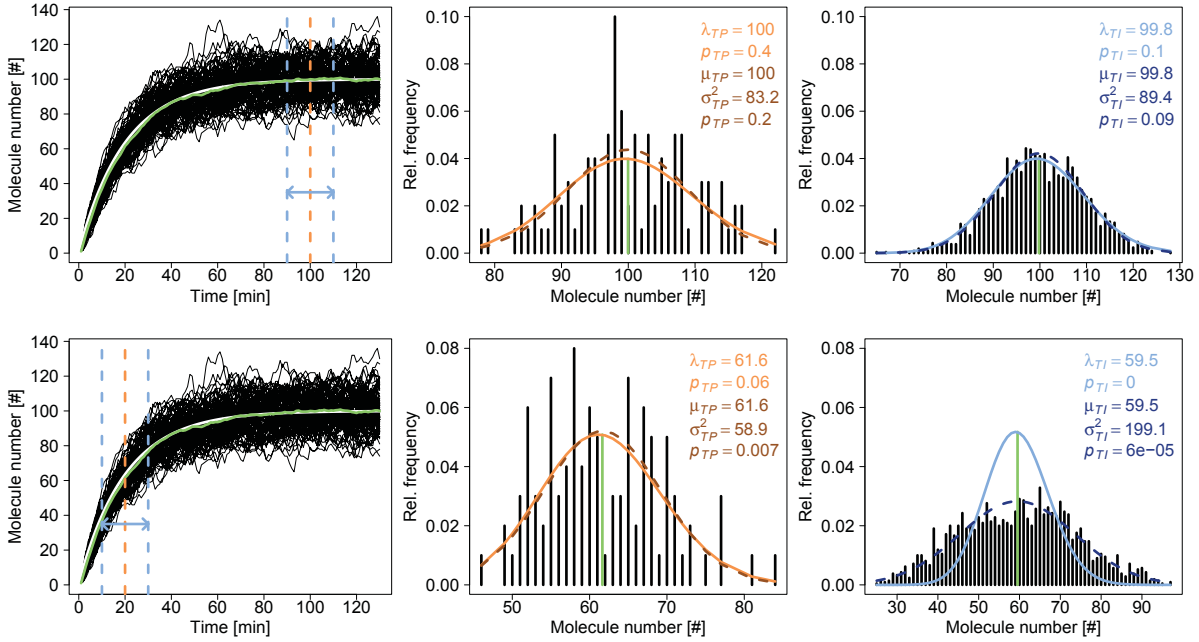 140
120
100
80
60
40
20
0
Molecule number [#]
0 20 40 60 80 100 120
Time [min]
0.10
0.08
0.06
0.04
0.02
0.00
Rel. frequency
80 90 100 110 120
Molecule number [#]
λTP = 100
pTP = 0.4
μTP = 100
σ²TP = 83.2
pTP = 0.2
0.10
0.08
0.06
0.04
0.02
0.00
Rel. frequency
70 80 90 100 110 120 130
Molecule number [#]
λTI = 99.8
pTI = 0.1
μTI = 99.8
σ²TI = 89.4
pTI = 0.09
140
120
100
80
60
40
20
0
Molecule number [#]
0 20 40 60 80 100 120
Time [min]
0.08
0.06
0.04
0.02
0.00
Rel. frequency
50 60 70 80
Molecule number [#]
λTP = 61.6
pTP = 0.06
μTP = 61.6
σ²TP = 58.9
pTP = 0.007
0.08
0.06
0.04
0.02
0.00
Rel. frequency
30 40 50 60 70 80 90
Molecule number [#]
λTI = 59.5
pTI = 0
μTI = 59.5
σ²TI = 199.1
pTI = 6e−05